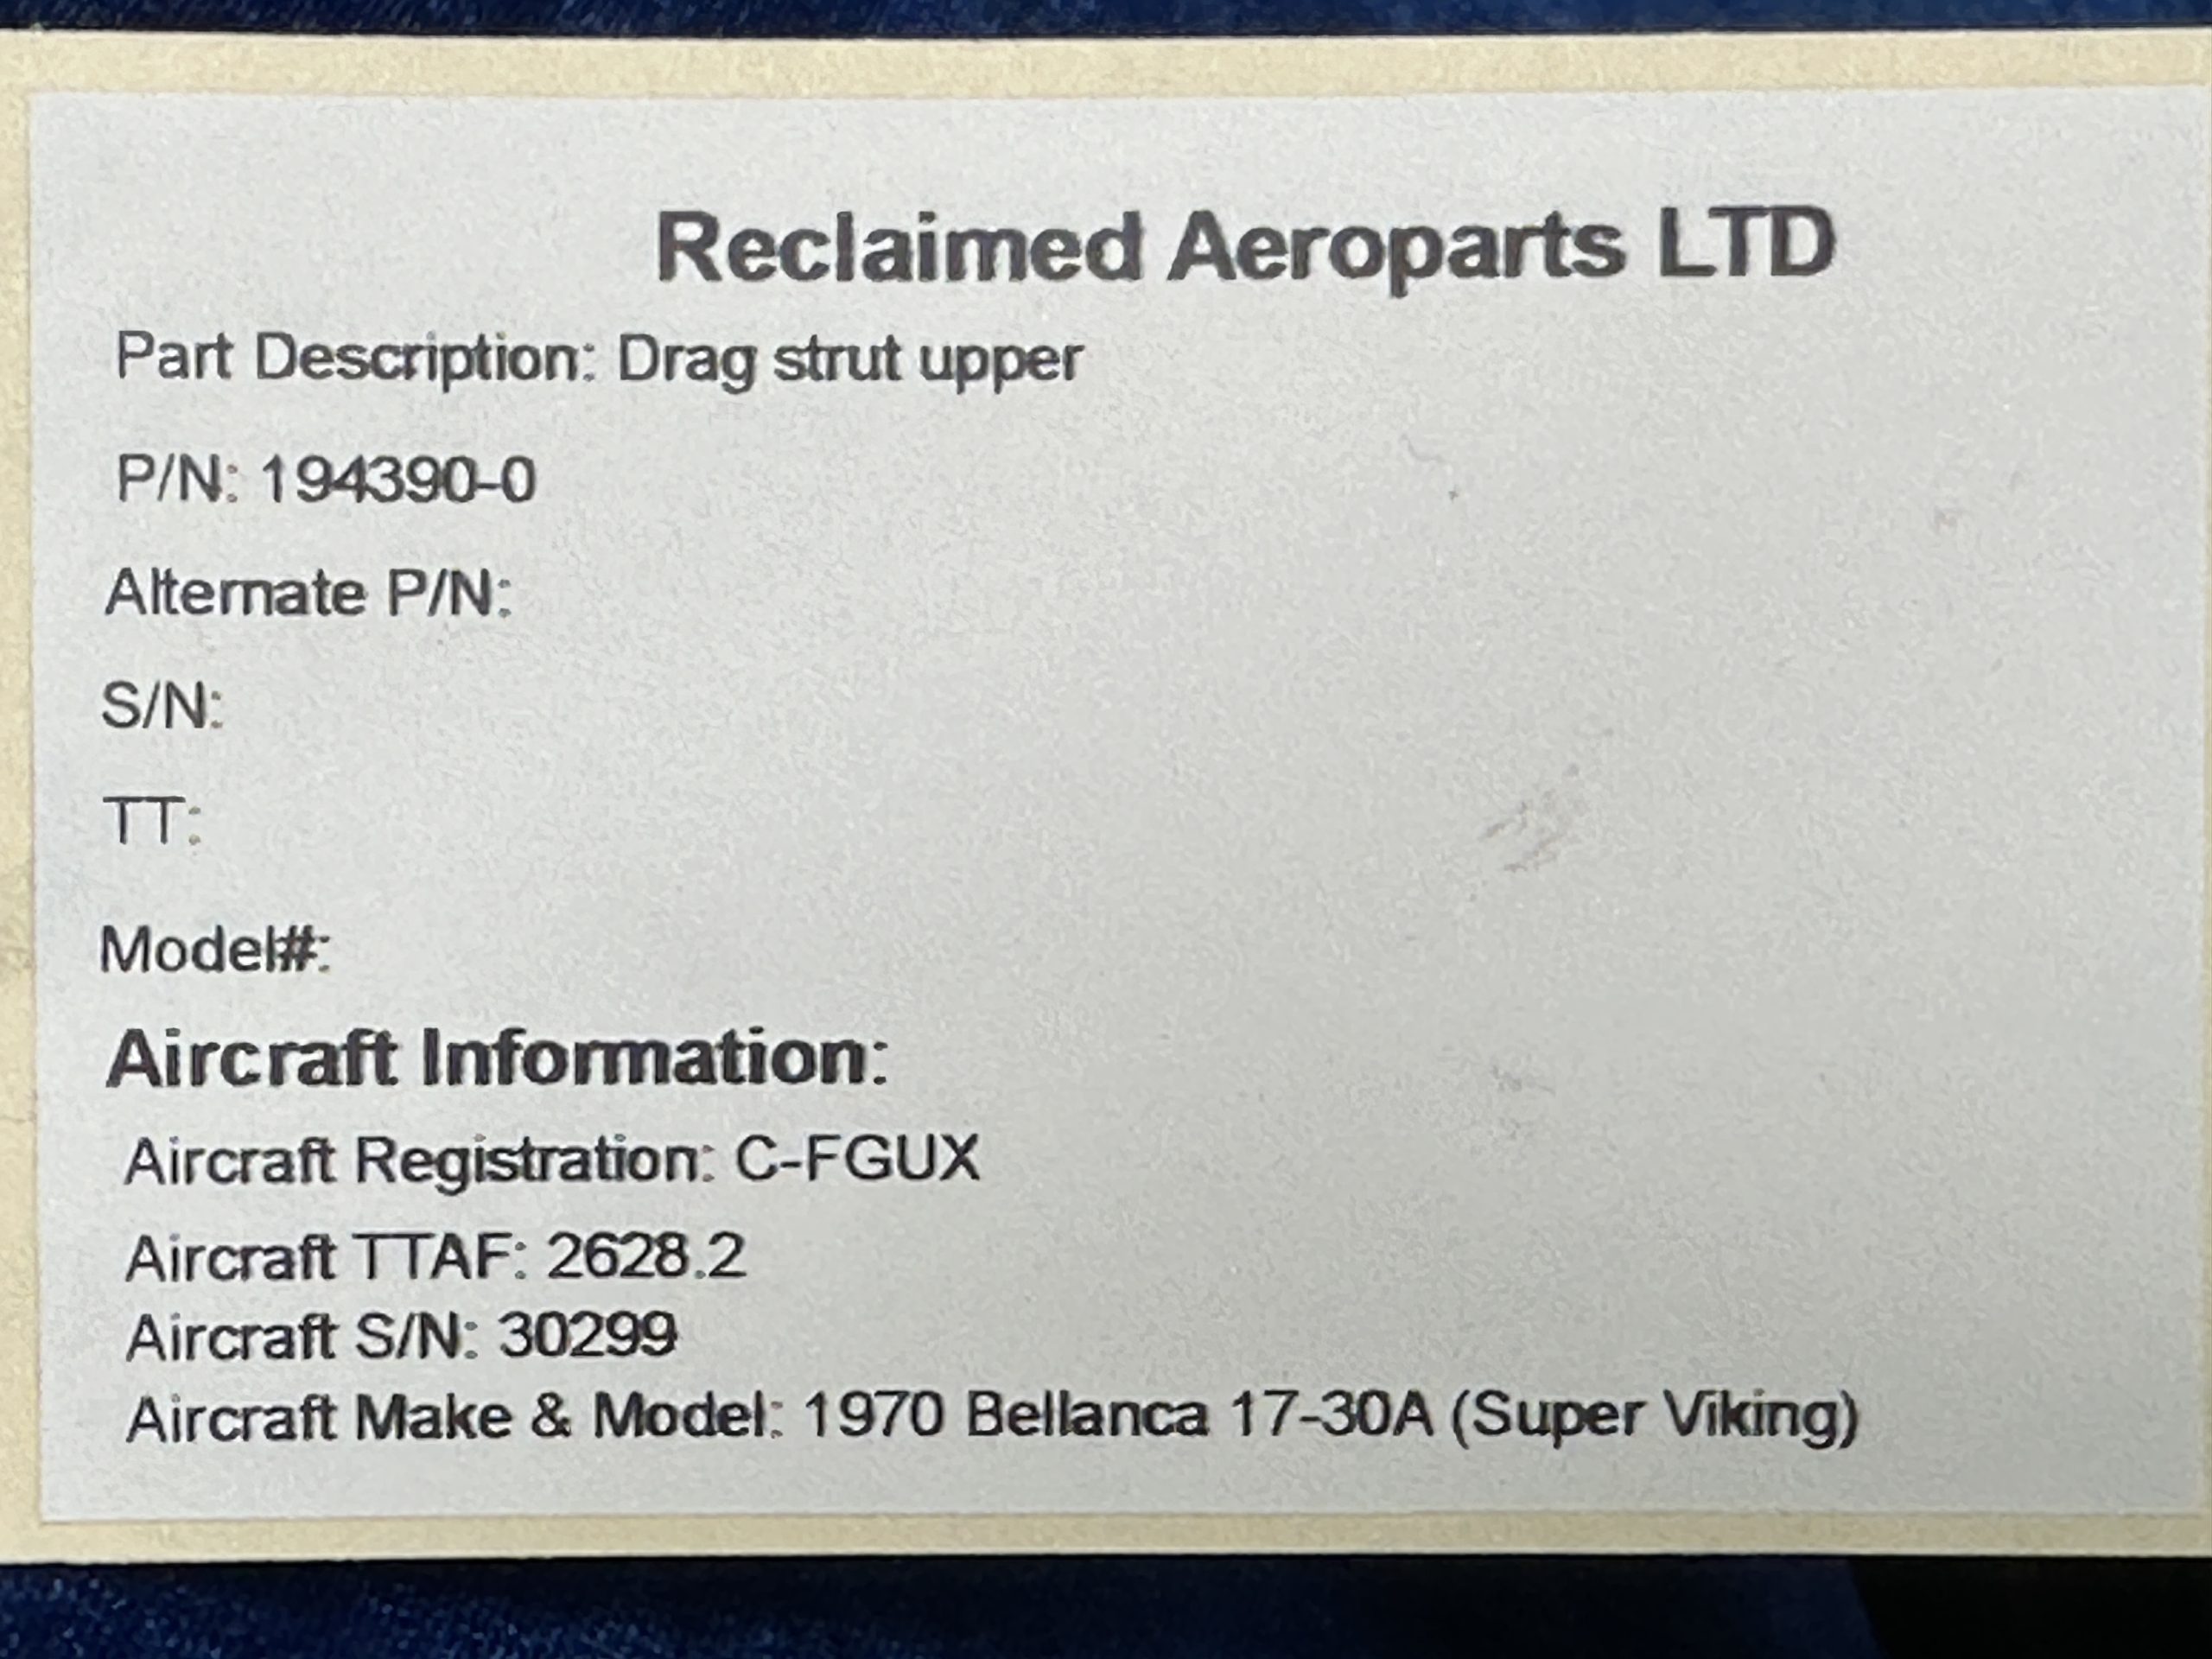 Reclaimed Aeroparts LTD
Part Description: Drag strut upper
P/N: 194390-0
Alternate P/N:
S/N:
TT:
Model#:
Aircraft Information:
Aircraft Registration: C-FGUX
Aircraft TTAF: 2628.2
Aircraft S/N: 30299
Aircraft Make & Model: 1970 Bellanca 17-30A (Super Viking)